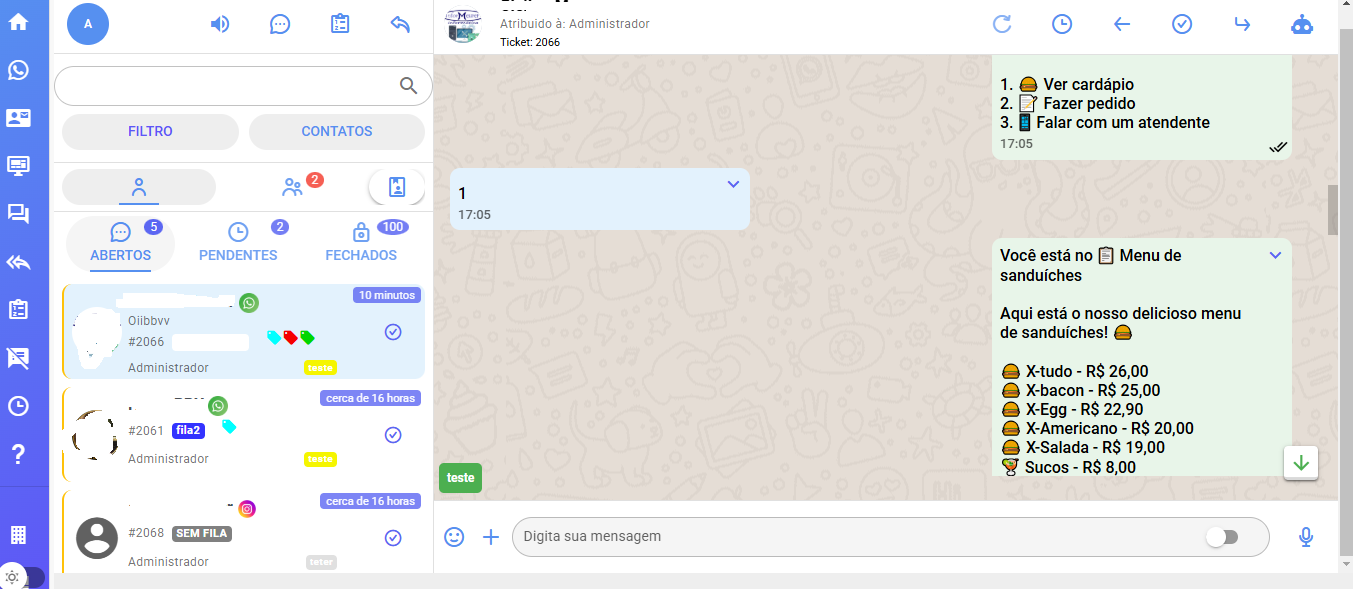 A
FILTRO
CONTATOS
2
5
ABERTOS
2
PENDENTES
100
FECHADOS
10 minutos
Oiibbvv
#2066
Administrador
teste
cerca de 16 horas
#2061 fila2
Administrador
teste
cerca de 16 horas
#2068 SEM FILA
Administrador
teter
?
Atribuido à: Administrador
Ticket: 2066
1. 🍔 Ver cardápio
2. 📝 Fazer pedido
3. 📱 Falar com um atendente
17:05
1
17:05
Você está no 📋 Menu de
sanduíches
Aqui está o nosso delicioso menu
de sanduíches! 🍔
🍔 X-tudo - R$ 26,00
🍔 X-bacon - R$ 25,00
🍔 X-Egg - R$ 22,90
🍔 X-Americano - R$ 20,00
🍔 X-Salada - R$ 19,00
🍹 Sucos - R$ 8,00
teste
Digita sua mensagem